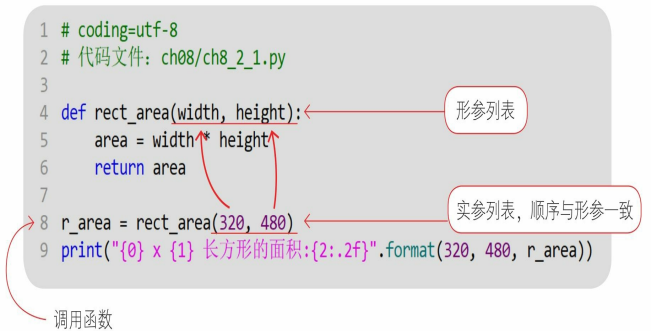 1 # coding=utf-8
2 # 代码文件：ch08/ch8_2_1.py
3
4 def rect_area(width, height):
形参列表
5     area = width * height
6     return area
7
8 r_area = rect_area(320, 480)
实参列表，顺序与形参一致
9 print("{0} x {1} 长方形的面积:{2:.2f}".format(320, 480, r_area))
调用函数